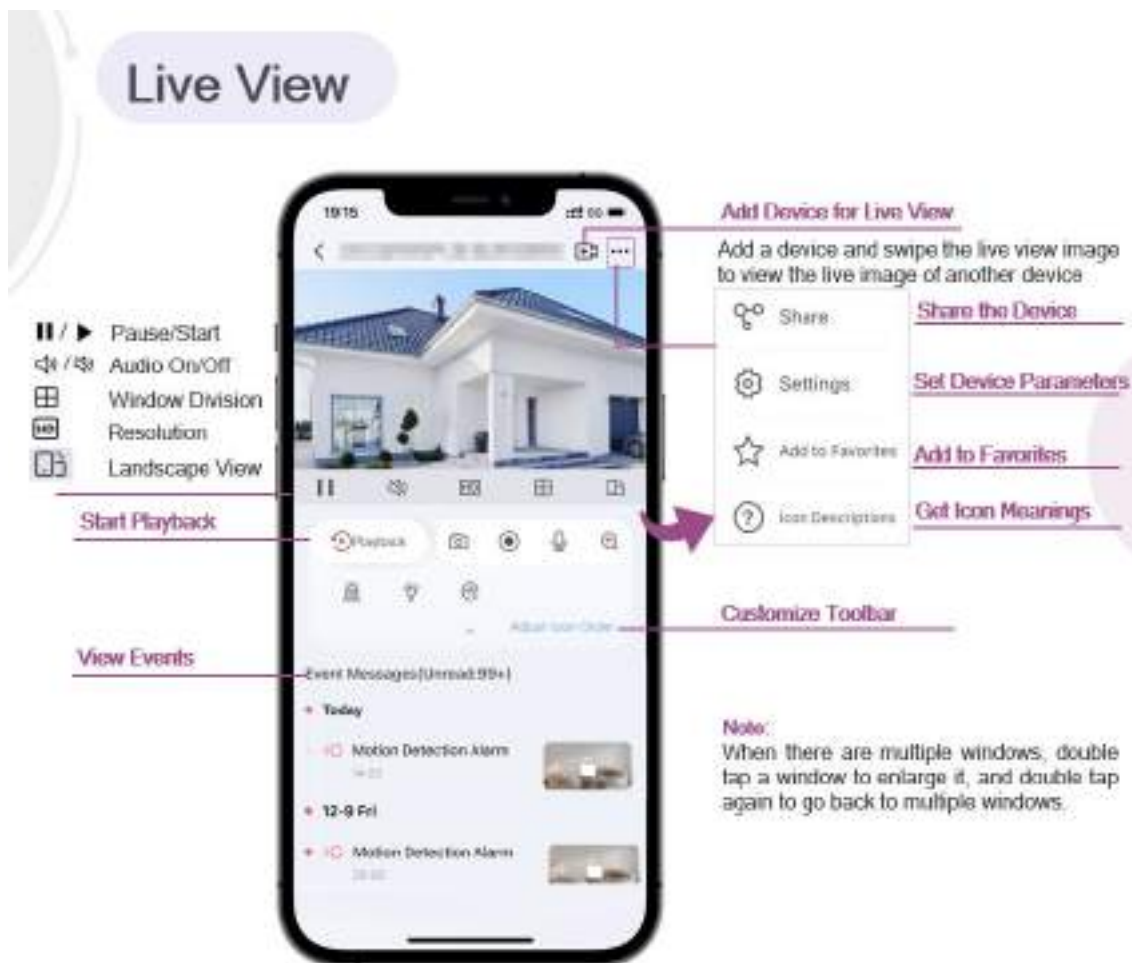 Live View
19:15
Add Device for Live View
Add a device and swipe the live view image
to view the live image of another device
Share
Share the Device
Settings
Set Device Parameters
Add to Favorites
Add to Favorites
Icon Descriptions
Get Icon Meanings
/ Pause/Start
/ Audio On/Off
Window Division
HD Resolution
Landscape View
Start Playback
Playback
Adjust Icon Order
Customize Toolbar
View Events
Event Messages(Unread:99+)
Today
Motion Detection Alarm
12-9 Fri
Motion Detection Alarm
Note:
When there are multiple windows, double
tap a window to enlarge it, and double tap
again to go back to multiple windows.